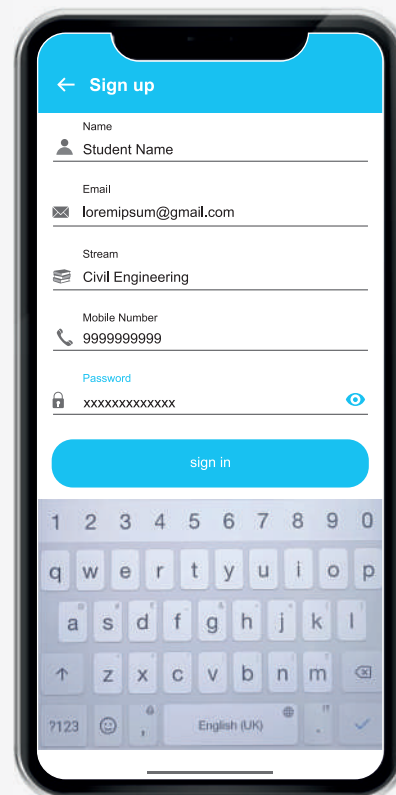 Sign up
Name
Student Name
Email
loremipsum@gmail.com
Stream
Civil Engineering
Mobile Number
9999999999
Password
xxxxxxxxxxxxx
sign in
1 2 3 4 5 6 7 8 9 0
q w e r t y u i o p
a s d f g h j k l
z x c v b n m
?123 , English (UK) .